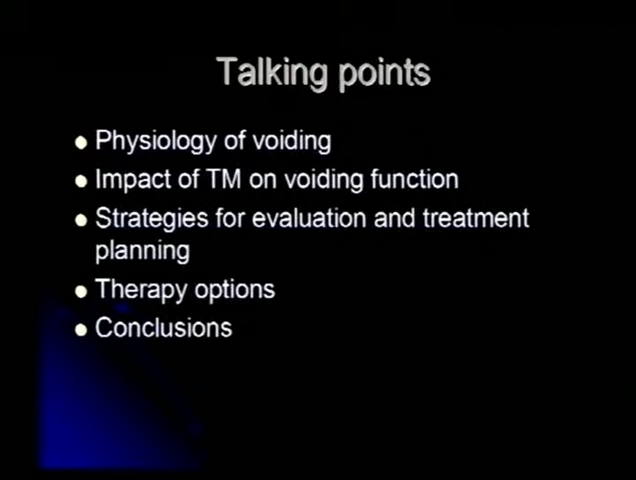 Talking points
Physiology of voiding
Impact of TM on voiding function
Strategies for evaluation and treatment
planning
Therapy options
Conclusions